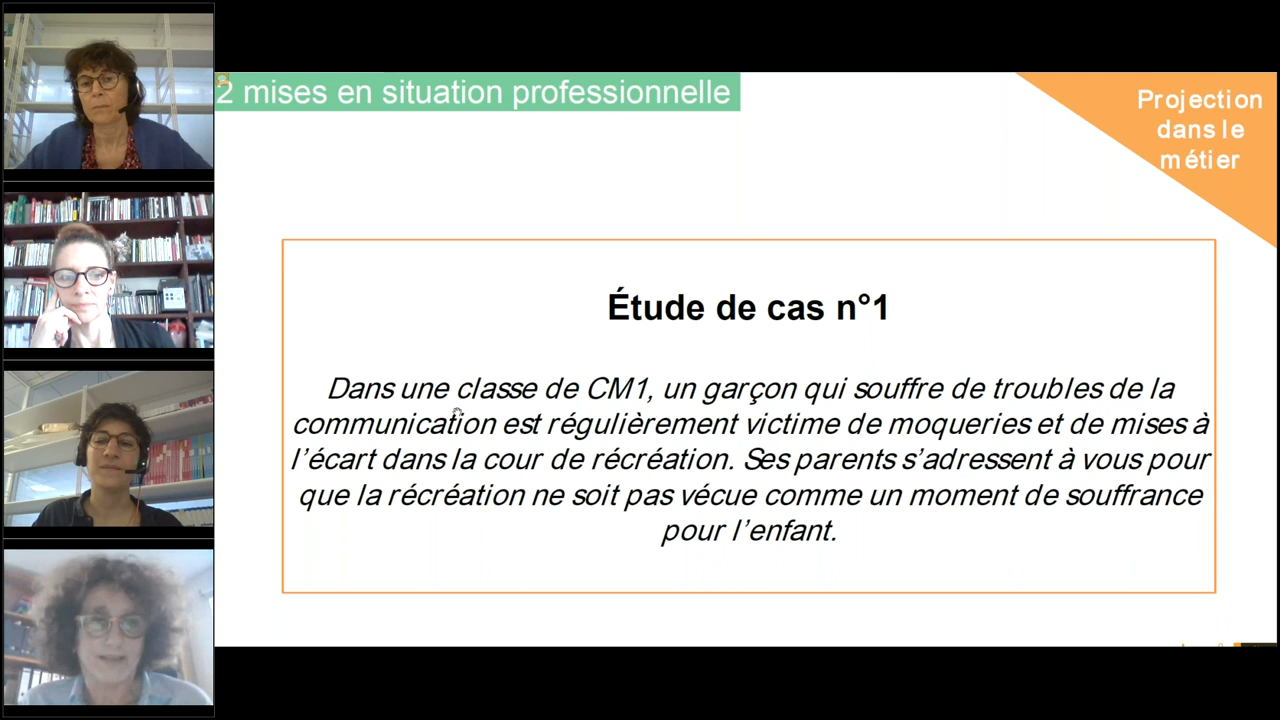 2 mises en situation professionnelle
Projection
dans le
métier
Étude de cas n°1
Dans une classe de CM1, un garçon qui souffre de troubles de la
communication est régulièrement victime de moqueries et de mises à
l'écart dans la cour de récréation. Ses parents s'adressent à vous pour
que la récréation ne soit pas vécue comme un moment de souffrance
pour l'enfant.